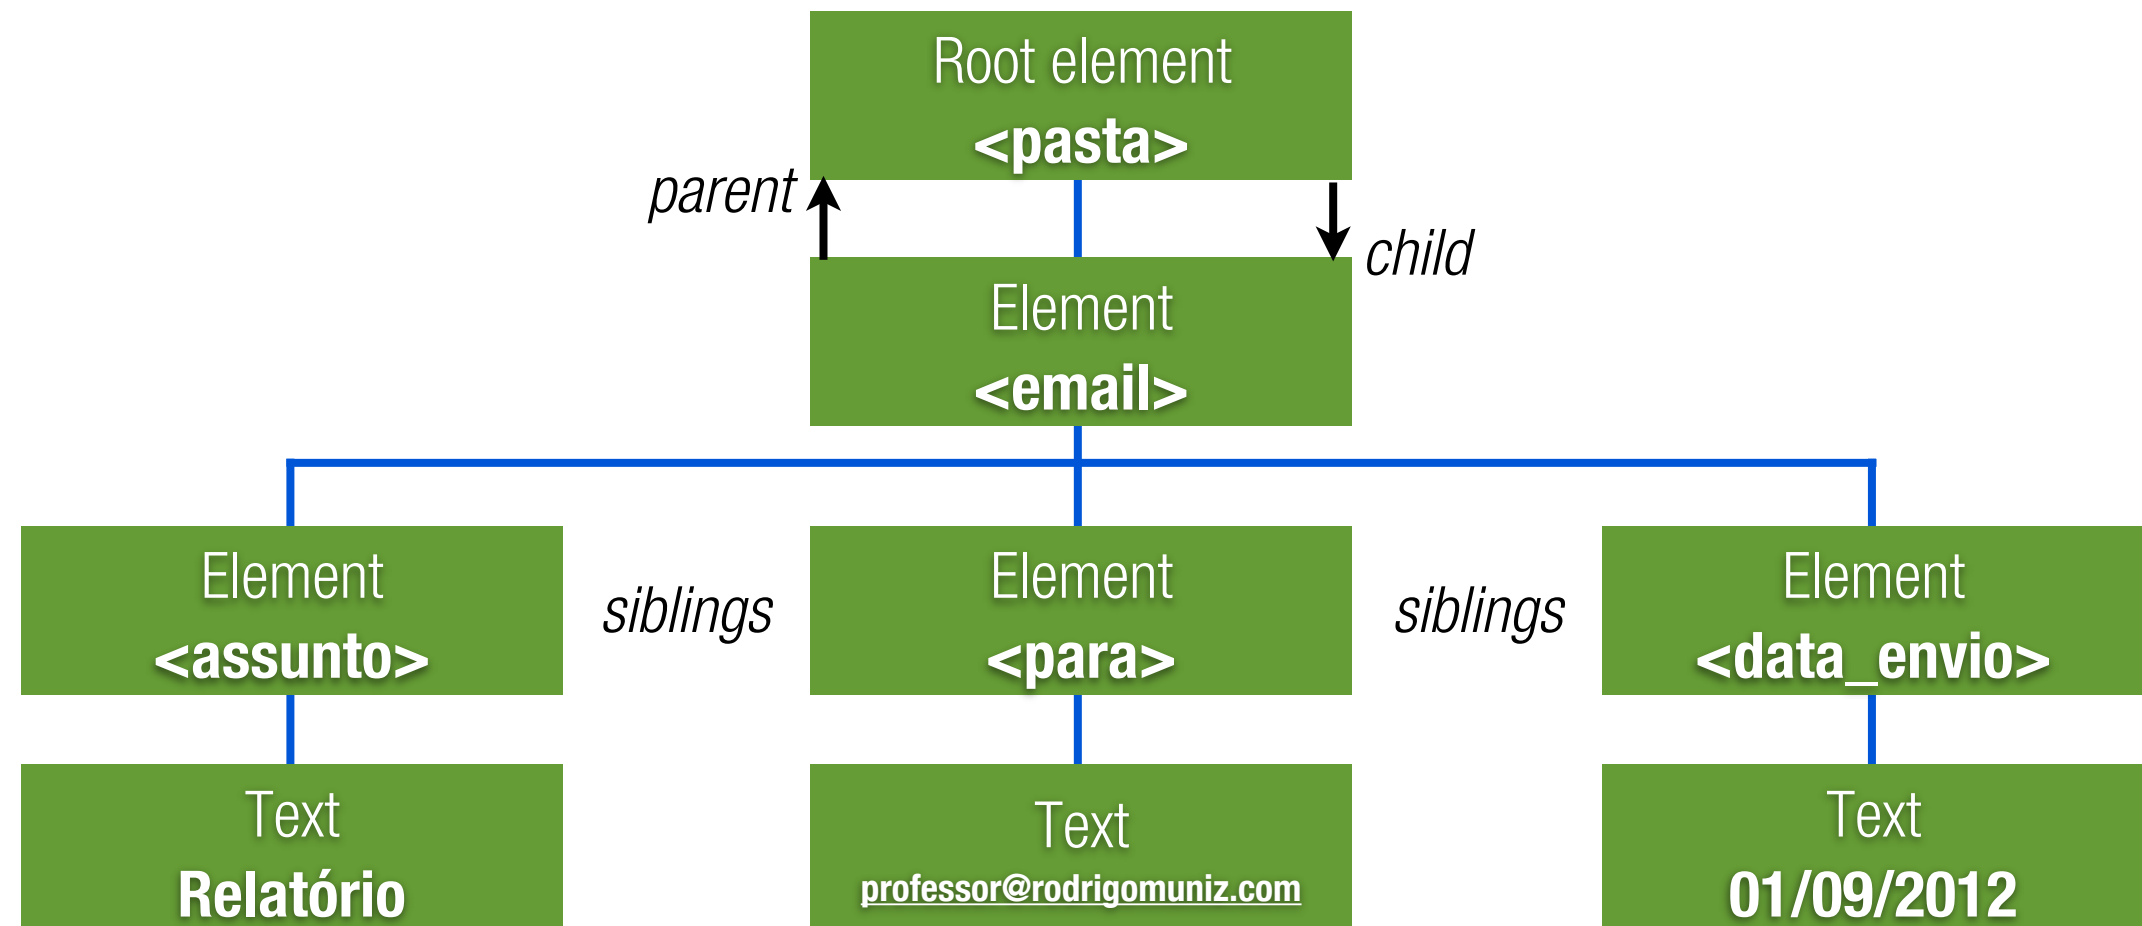 Root element
<pasta>
parent
child
Element
<email>
Element
<assunto>
siblings
Element
<para>
siblings
Element
<data_envio>
Text
Relatório
Text
professor@rodrigomuniz.com
Text
01/09/2012